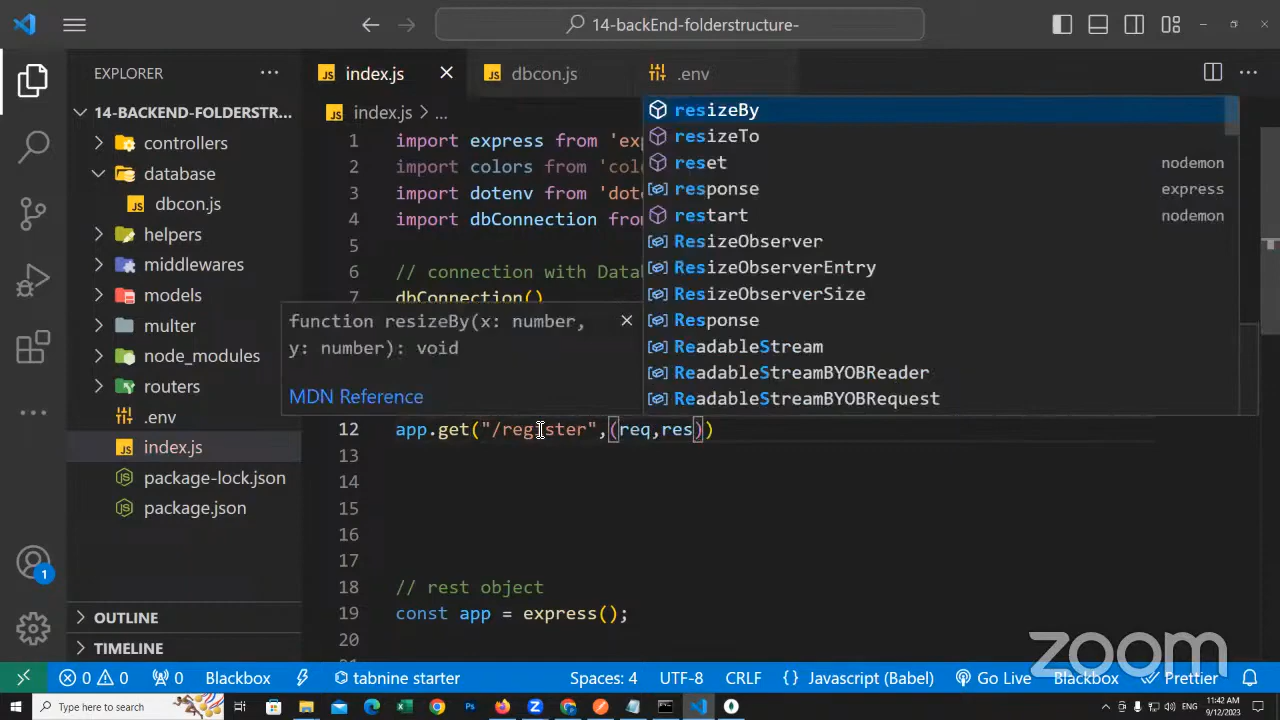 14-backEnd-folderstructure-
EXPLORER
index.js
dbcon.js
.env
14-BACKEND-FOLDERSTR...
controllers
database
dbcon.js
helpers
middlewares
models
multer
node_modules
routers
.env
index.js
package-lock.json
package.json
OUTLINE
TIMELINE
1
index.js > ...
1 import express from 'exp
2 import colors from 'colo
3 import dotenv from 'dote
4 import dbConnection from
5
6 // connection with Datab
7 dbConnection()
resizeBy
resizeTo
reset nodemon
response express
restart nodemon
ResizeObserver
ResizeObserverEntry
ResizeObserverSize
Response
ReadableStream
ReadableStreamBYOBReader
ReadableStreamBYOBRequest
function resizeBy(x: number,
y: number): void
MDN Reference
12 app.get("/register",(req,res))
13
14
15
16
17
18 // rest object
19 const app = express();
20
zoom
0 0 0 Blackbox tabnine starter Spaces: 4 UTF-8 CRLF {} Javascript (Babel) Go Live Blackbox Prettier
Type here to search
11:42 AM
9/12/2023